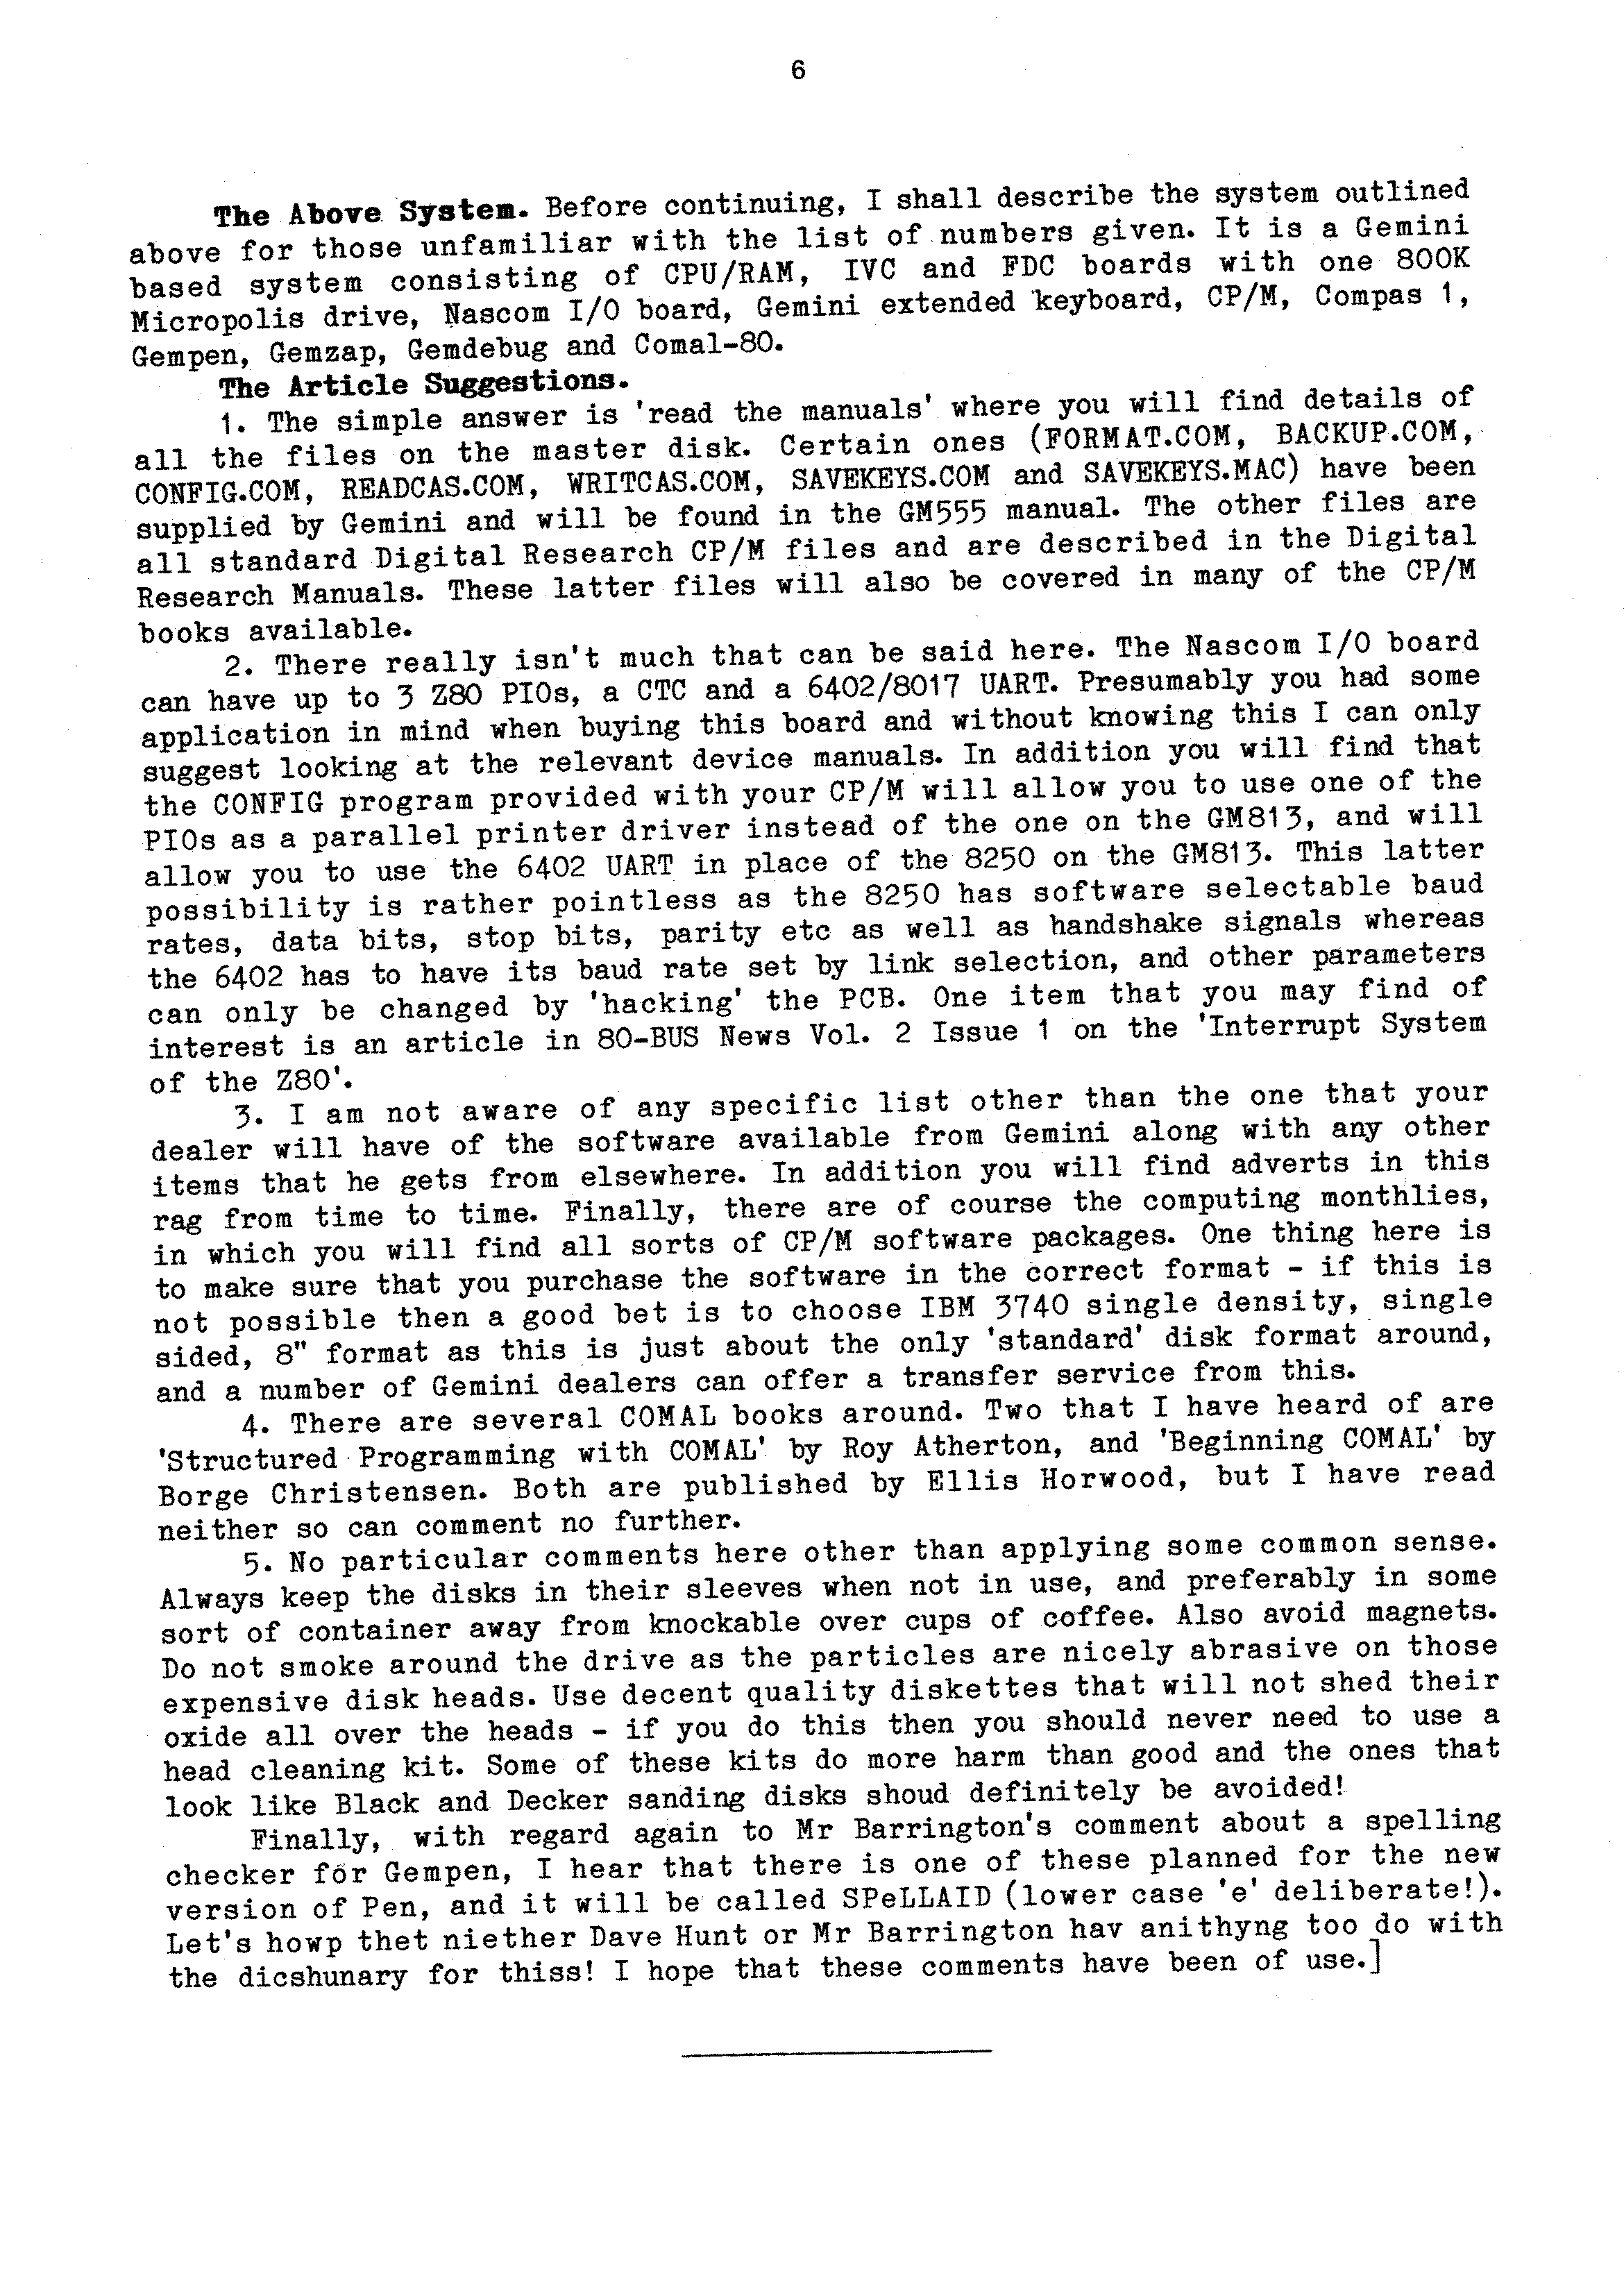 6
The Above System. Before continuing, I shall describe the system outlined
above for those unfamiliar with the list of numbers given. It is a Gemini
based system consisting of CPU/RAM, IVC and FDC boards with one 800K
Micropolis drive, Nascom I/O board, Gemini extended keyboard, CP/M, Compas 1,
Gempen, Gemzap, Gemdebug and Comal-80.
The Article Suggestions.
1. The simple answer is 'read the manuals' where you will find details of
all the files on the master disk. Certain ones (FORMAT.COM, BACKUP.COM,
CONFIG.COM, READCAS.COM, WRITCAS.COM, SAVEKEYS.COM and SAVEKEYS.MAC) have been
supplied by Gemini and will be found in the GM555 manual. The other files are
all standard Digital Research CP/M files and are described in the Digital
Research Manuals. These latter files will also be covered in many of the CP/M
books available.
2. There really isn't much that can be said here. The Nascom I/O board
can have up to 3 Z80 PIOs, a CTC and a 6402/8017 UART. Presumably you had some
application in mind when buying this board and without knowing this I can only
suggest looking at the relevant device manuals. In addition you will find that
the CONFIG program provided with your CP/M will allow you to use one of the
PIOs as a parallel printer driver instead of the one on the GM813, and will
allow you to use the 6402 UART in place of the 8250 on the GM813. This latter
possibility is rather pointless as the 8250 has software selectable baud
rates, data bits, stop bits, parity etc as well as handshake signals whereas
the 6402 has to have its baud rate set by link selection, and other parameters
can only be changed by 'hacking' the PCB. One item that you may find of
interest is an article in 80-BUS News Vol. 2 Issue 1 on the 'Interrupt System
of the Z80'.
3. I am not aware of any specific list other than the one that your
dealer will have of the software available from Gemini along with any other
items that he gets from elsewhere. In addition you will find adverts in this
rag from time to time. Finally, there are of course the computing monthlies,
in which you will find all sorts of CP/M software packages. One thing here is
to make sure that you purchase the software in the correct format - if this is
not possible then a good bet is to choose IBM 3740 single density, single
sided, 8" format as this is just about the only 'standard' disk format around,
and a number of Gemini dealers can offer a transfer service from this.
4. There are several COMAL books around. Two that I have heard of are
'Structured Programming with COMAL' by Roy Atherton, and 'Beginning COMAL' by
Borge Christensen. Both are published by Ellis Horwood, but I have read
neither so can comment no further.
5. No particular comments here other than applying some common sense.
Always keep the disks in their sleeves when not in use, and preferably in some
sort of container away from knockable over cups of coffee. Also avoid magnets.
Do not smoke around the drive as the particles are nicely abrasive on those
expensive disk heads. Use decent quality diskettes that will not shed their
oxide all over the heads - if you do this then you should never need to use a
head cleaning kit. Some of these kits do more harm than good and the ones that
look like Black and Decker sanding disks shoud definitely be avoided!
Finally, with regard again to Mr Barrington's comment about a spelling
checker for Gempen, I hear that there is one of these planned for the new
version of Pen, and it will be called SPeLLAID (lower case 'e' deliberate!).
Let's howp thet niether Dave Hunt or Mr Barrington hav anithyng too do with
the dicshunary for thiss! I hope that these comments have been of use.]